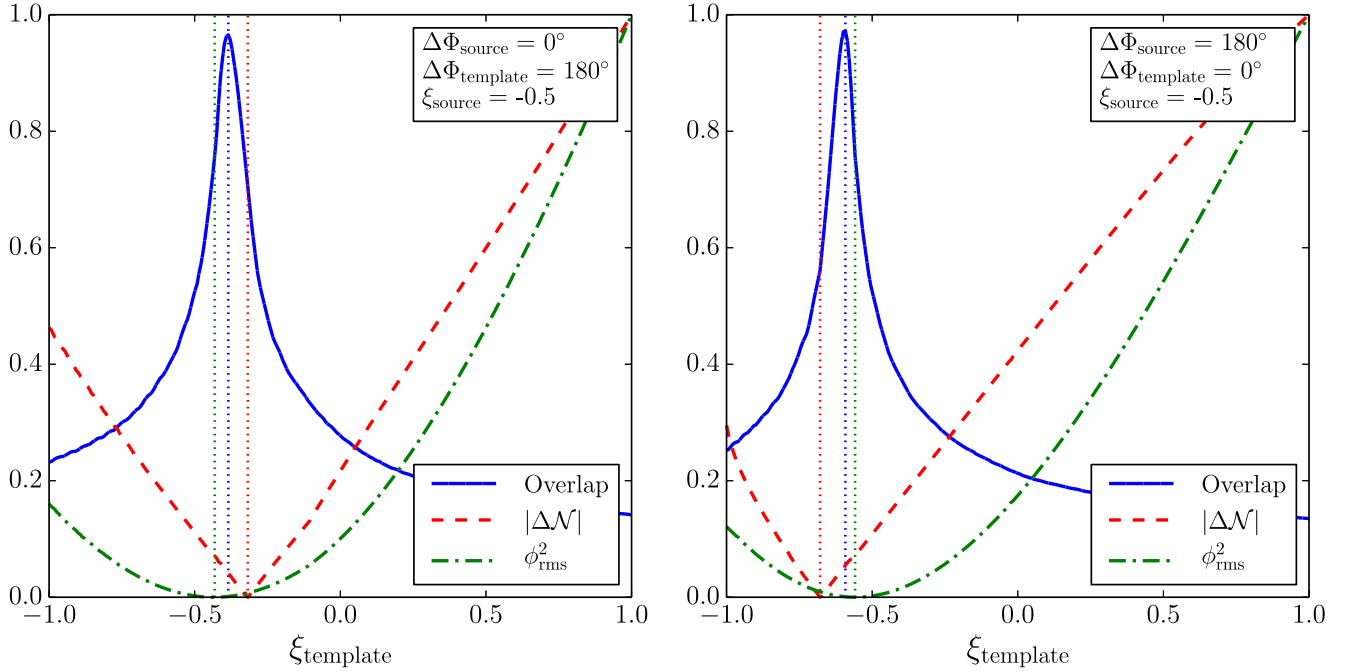 1.0
0.8
0.6
0.4
0.2
0.0
−1.0 −0.5 0.0 0.5 1.0
ξtemplate
ΔΦsource = 0°
ΔΦtemplate = 180°
ξsource = -0.5
Overlap
|Δ𝒩|
ϕ²rms
1.0
0.8
0.6
0.4
0.2
0.0
−1.0 −0.5 0.0 0.5 1.0
ξtemplate
ΔΦsource = 180°
ΔΦtemplate = 0°
ξsource = -0.5
Overlap
|Δ𝒩|
ϕ²rms